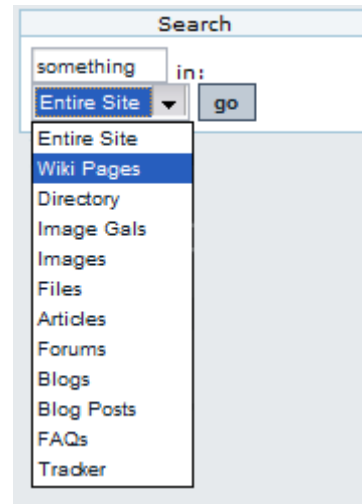 Search
something in:
Entire Site go
Entire Site
Wiki Pages
Directory
Image Gals
Images
Files
Articles
Forums
Blogs
Blog Posts
FAQs
Tracker